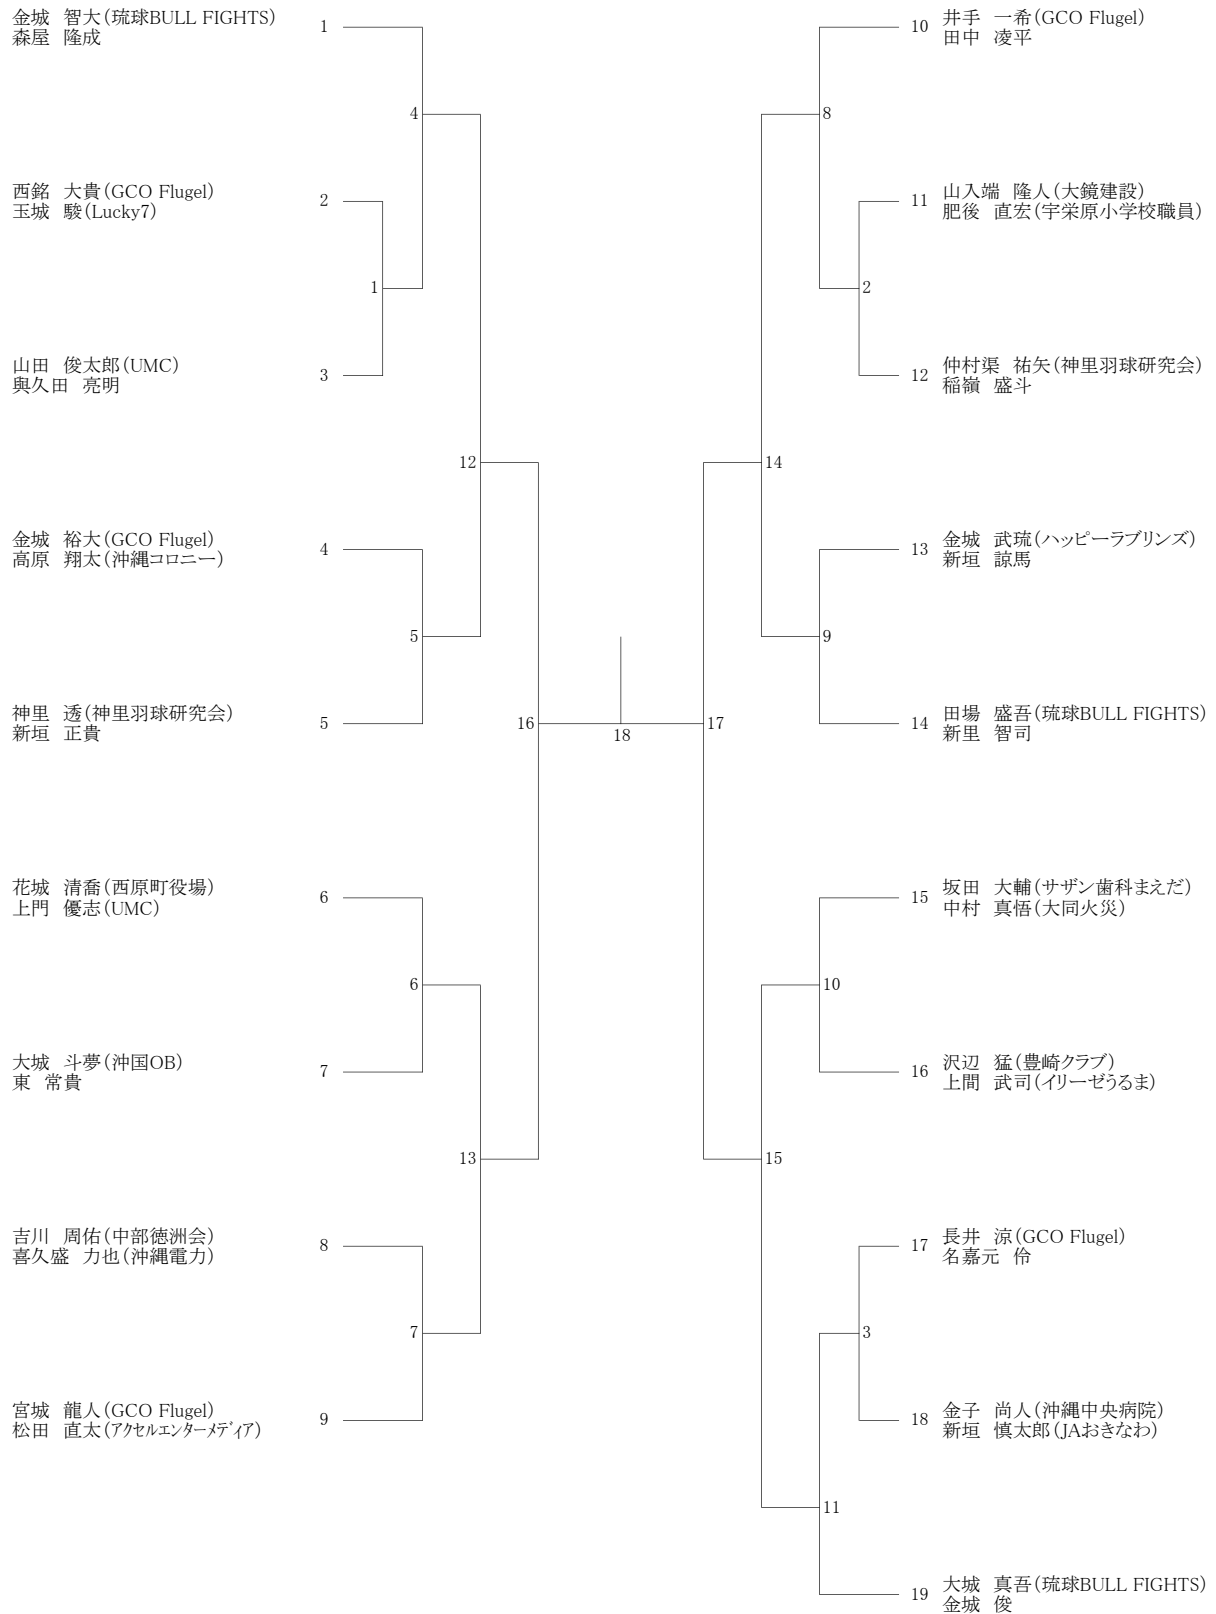 金城　智大(琉球BULL FIGHTS)
森屋　隆成
1
4
西銘　大貴(GCO Flugel)
玉城　駿(Lucky7)
2
1
山田　俊太郎(UMC)
與久田　亮明
3
12
金城　裕大(GCO Flugel)
高原　翔太(沖縄コロニー)
4
5
神里　透(神里羽球研究会)
新垣　正貴
5
16
花城　清喬(西原町役場)
上門　優志(UMC)
6
6
大城　斗夢(沖国OB)
東　常貴
7
13
吉川　周佑(中部徳洲会)
喜久盛　力也(沖縄電力)
8
7
宮城　龍人(GCO Flugel)
松田　直太(アクセルエンターメディア)
9
18
10
井手　一希(GCO Flugel)
田中　凌平
8
11
山入端　隆人(大鏡建設)
肥後　直宏(宇栄原小学校職員)
2
12
仲村渠　祐矢(神里羽球研究会)
稲嶺　盛斗
14
13
金城　武琉(ハッピーラブリンズ)
新垣　諒馬
9
14
田場　盛吾(琉球BULL FIGHTS)
新里　智司
17
15
坂田　大輔(サザン歯科まえだ)
中村　真悟(大同火災)
10
16
沢辺　猛(豊崎クラブ)
上間　武司(イリーゼうるま)
15
17
長井　涼(GCO Flugel)
名嘉元　伶
3
18
金子　尚人(沖縄中央病院)
新垣　慎太郎(JAおきなわ)
11
19
大城　真吾(琉球BULL FIGHTS)
金城　俊